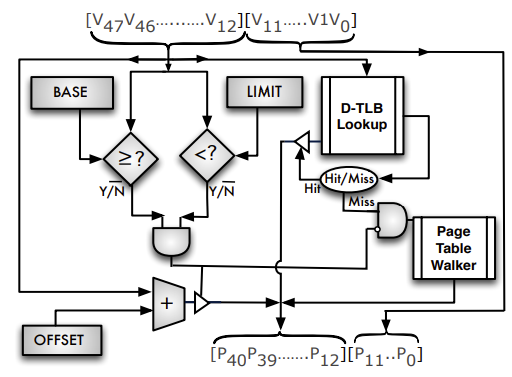 [V47V46...........V12][V11.....V1V0]
BASE
LIMIT
D-TLB
Lookup
≥?
<?
Y/N̅
Y/N̅
Hit
Hit/Miss
Miss
Page
Table
Walker
+
OFFSET
[P40P39.......P12][P11..P0]